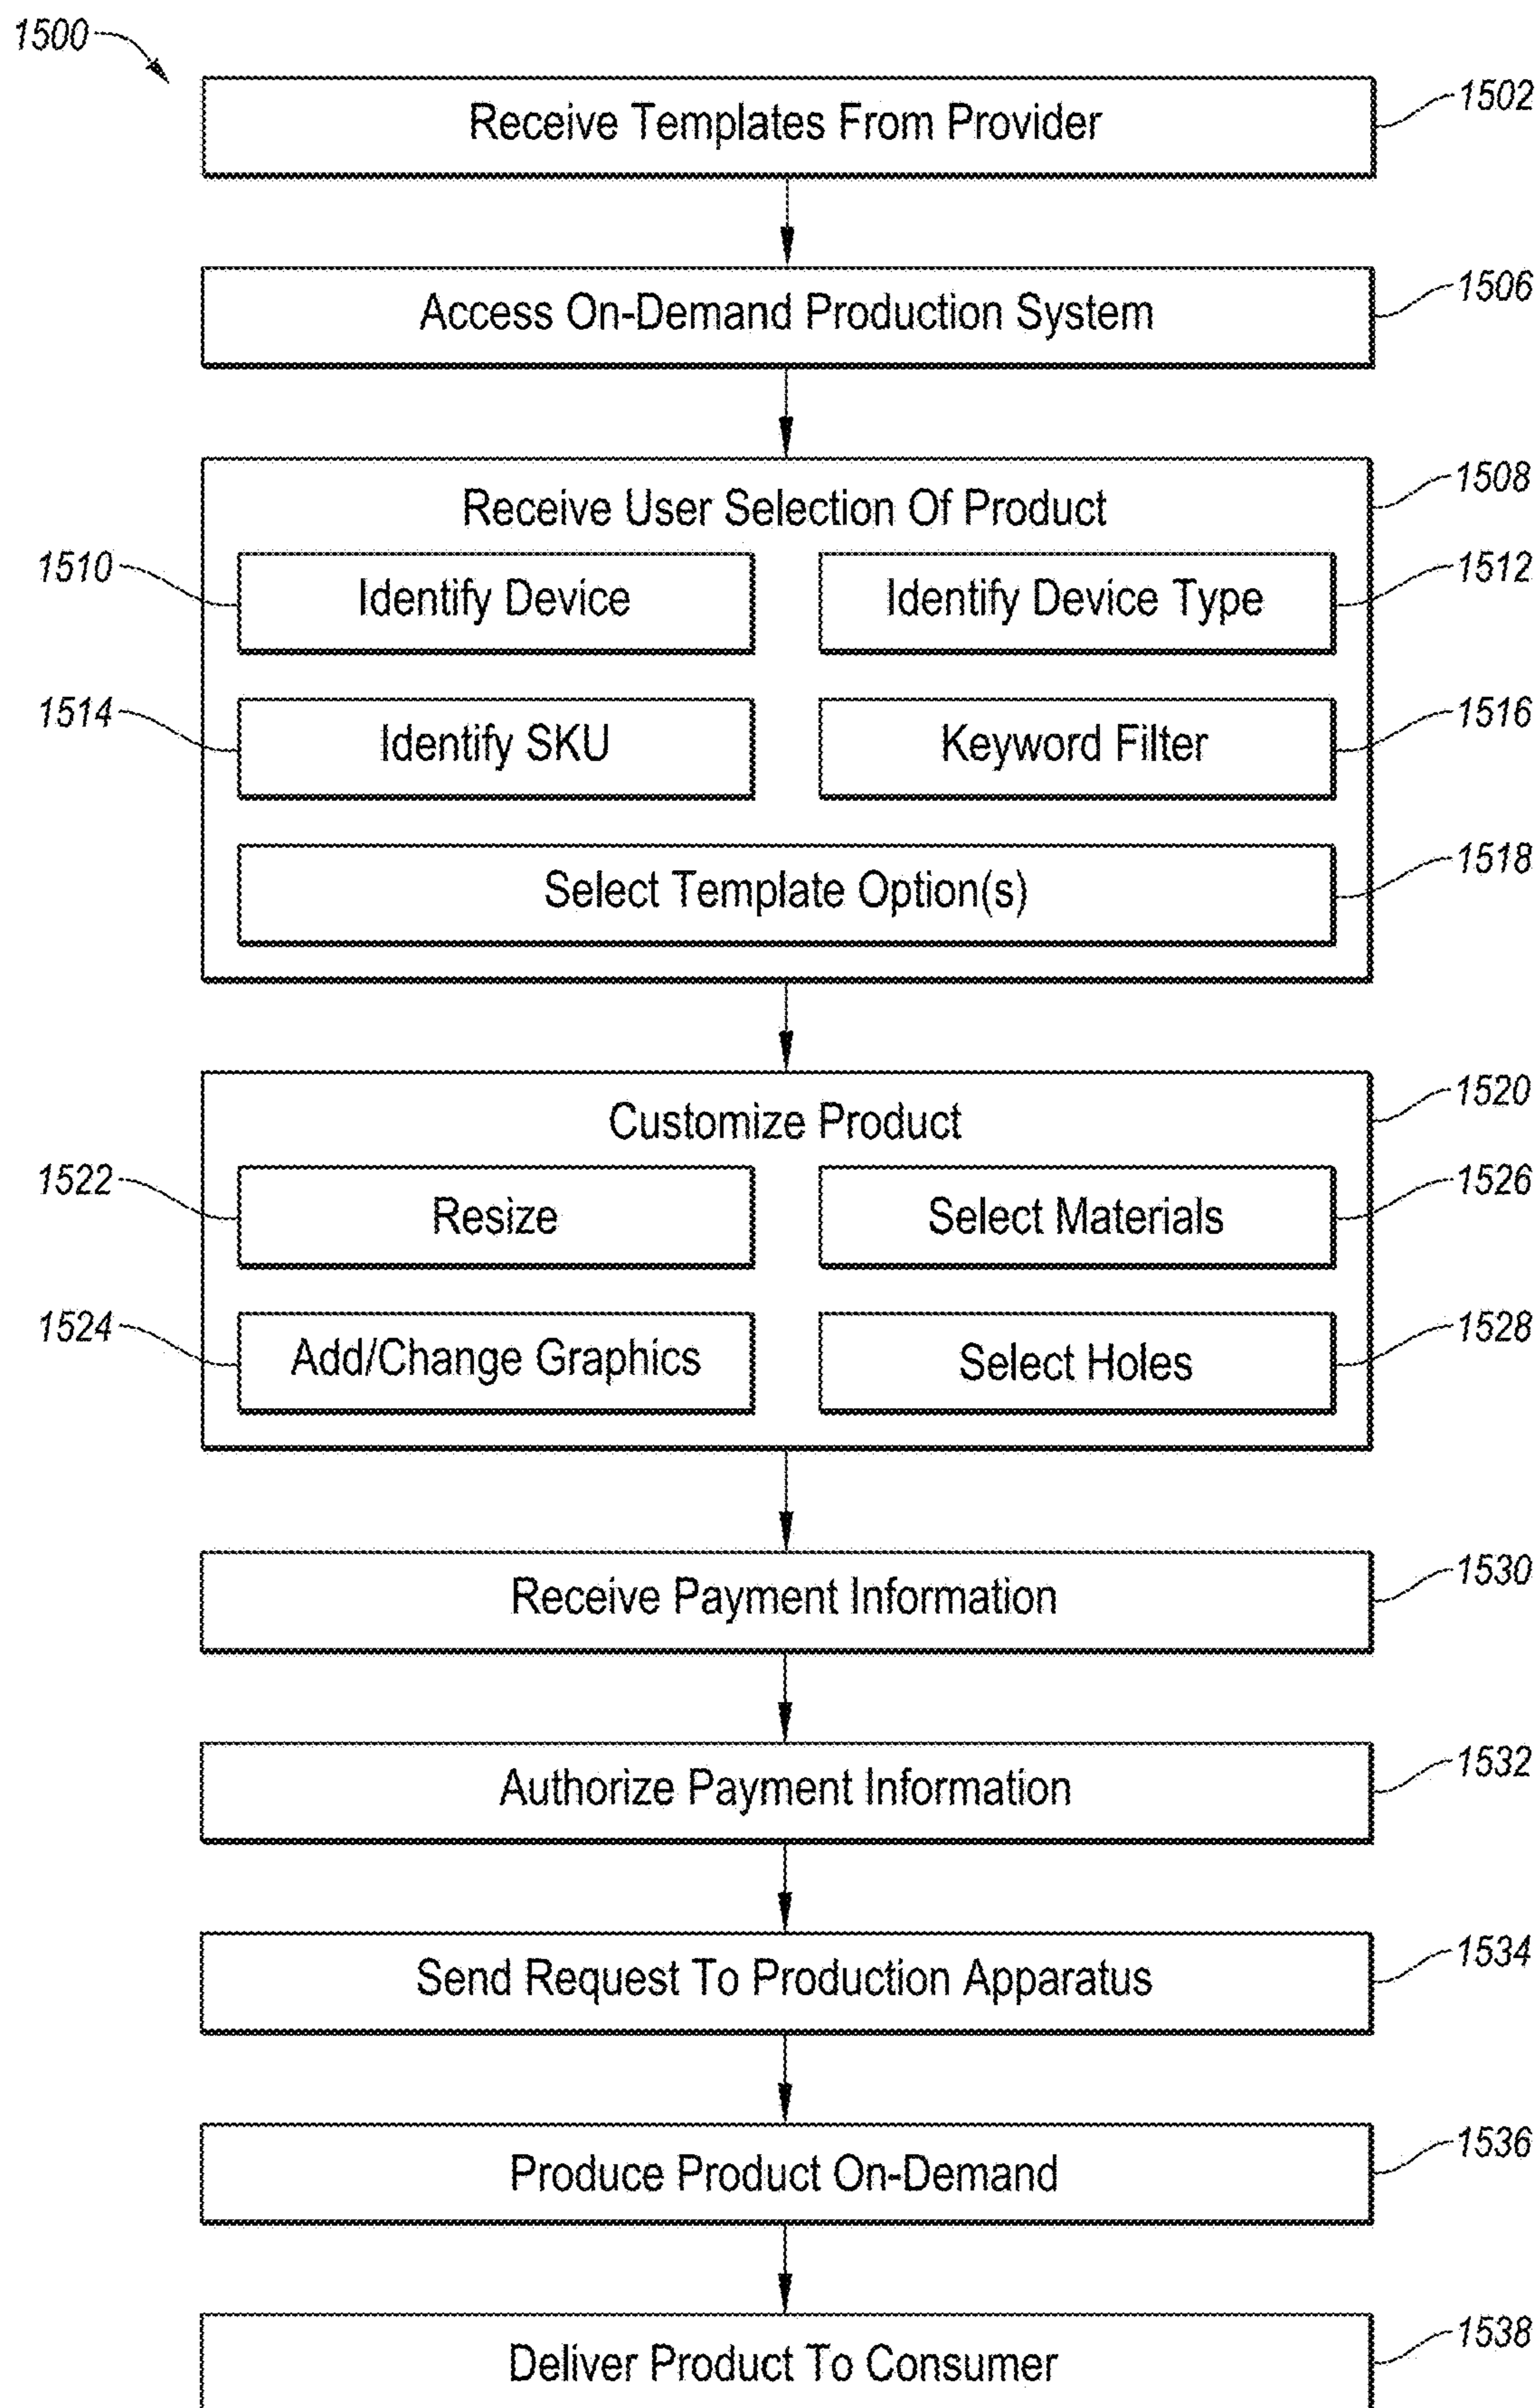 1500
Receive Templates From Provider
1502
Access On-Demand Production System
1506
Receive User Selection Of Product
1508
1510
Identify Device
Identify Device Type
1512
1514
Identify SKU
Keyword Filter
1516
Select Template Option(s)
1518
Customize Product
1520
1522
Resize
Select Materials
1526
1524
Add/Change Graphics
Select Holes
1528
Receive Payment Information
1530
Authorize Payment Information
1532
Send Request To Production Apparatus
1534
Produce Product On-Demand
1536
Deliver Product To Consumer
1538